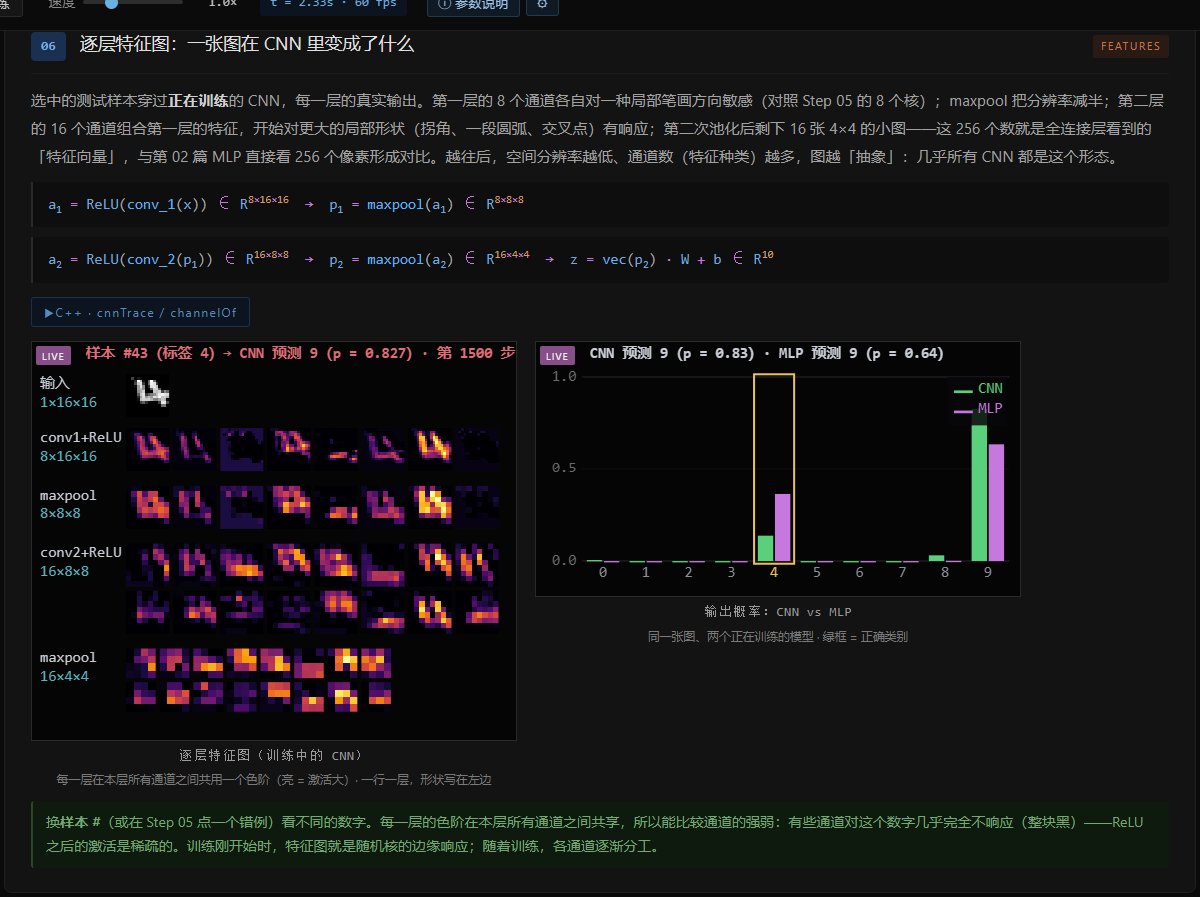 练 速度 1.0x t = 2.33s · 60 fps ⓘ 参数说明 ⚙
06 逐层特征图：一张图在 CNN 里变成了什么 FEATURES
选中的测试样本穿过正在训练的 CNN，每一层的真实输出。第一层的 8 个通道各自对一种局部笔画方向敏感（对照 Step 05 的 8 个核）；maxpool 把分辨率减半；第二层
的 16 个通道组合第一层的特征，开始对更大的局部形状（拐角、一段圆弧、交叉点）有响应；第二次池化后剩下 16 张 4×4 的小图——这 256 个数就是全连接层看到的
「特征向量」，与第 02 篇 MLP 直接看 256 个像素形成对比。越往后，空间分辨率越低、通道数（特征种类）越多，图越「抽象」：几乎所有 CNN 都是这个形态。
a₁ = ReLU(conv_1(x)) ∈ R^8×16×16 → p₁ = maxpool(a₁) ∈ R^8×8×8
a₂ = ReLU(conv_2(p₁)) ∈ R^16×8×8 → p₂ = maxpool(a₂) ∈ R^16×4×4 → z = vec(p₂) · W + b ∈ R^10
▶C++ · cnnTrace / channelOf
LIVE 样本 #43 (标签 4) → CNN 预测 9 (p = 0.827) · 第 1500 步
输入
1×16×16
conv1+ReLU
8×16×16
maxpool
8×8×8
conv2+ReLU
16×8×8
maxpool
16×4×4
逐层特征图（训练中的 CNN）
每一层在本层所有通道之间共用一个色阶（亮 = 激活大）· 一行一层，形状写在左边
LIVE CNN 预测 9 (p = 0.83) · MLP 预测 9 (p = 0.64)
1.0
CNN
MLP
0.5
0.0
0 1 2 3 4 5 6 7 8 9
输出概率：CNN vs MLP
同一张图、两个正在训练的模型 · 绿框 = 正确类别
换样本 #（或在 Step 05 点一个错例）看不同的数字。每一层的色阶在本层所有通道之间共享，所以能比较通道的强弱：有些通道对这个数字几乎完全不响应（整块黑）——ReLU
之后的激活是稀疏的。训练刚开始时，特征图就是随机核的边缘响应；随着训练，各通道逐渐分工。